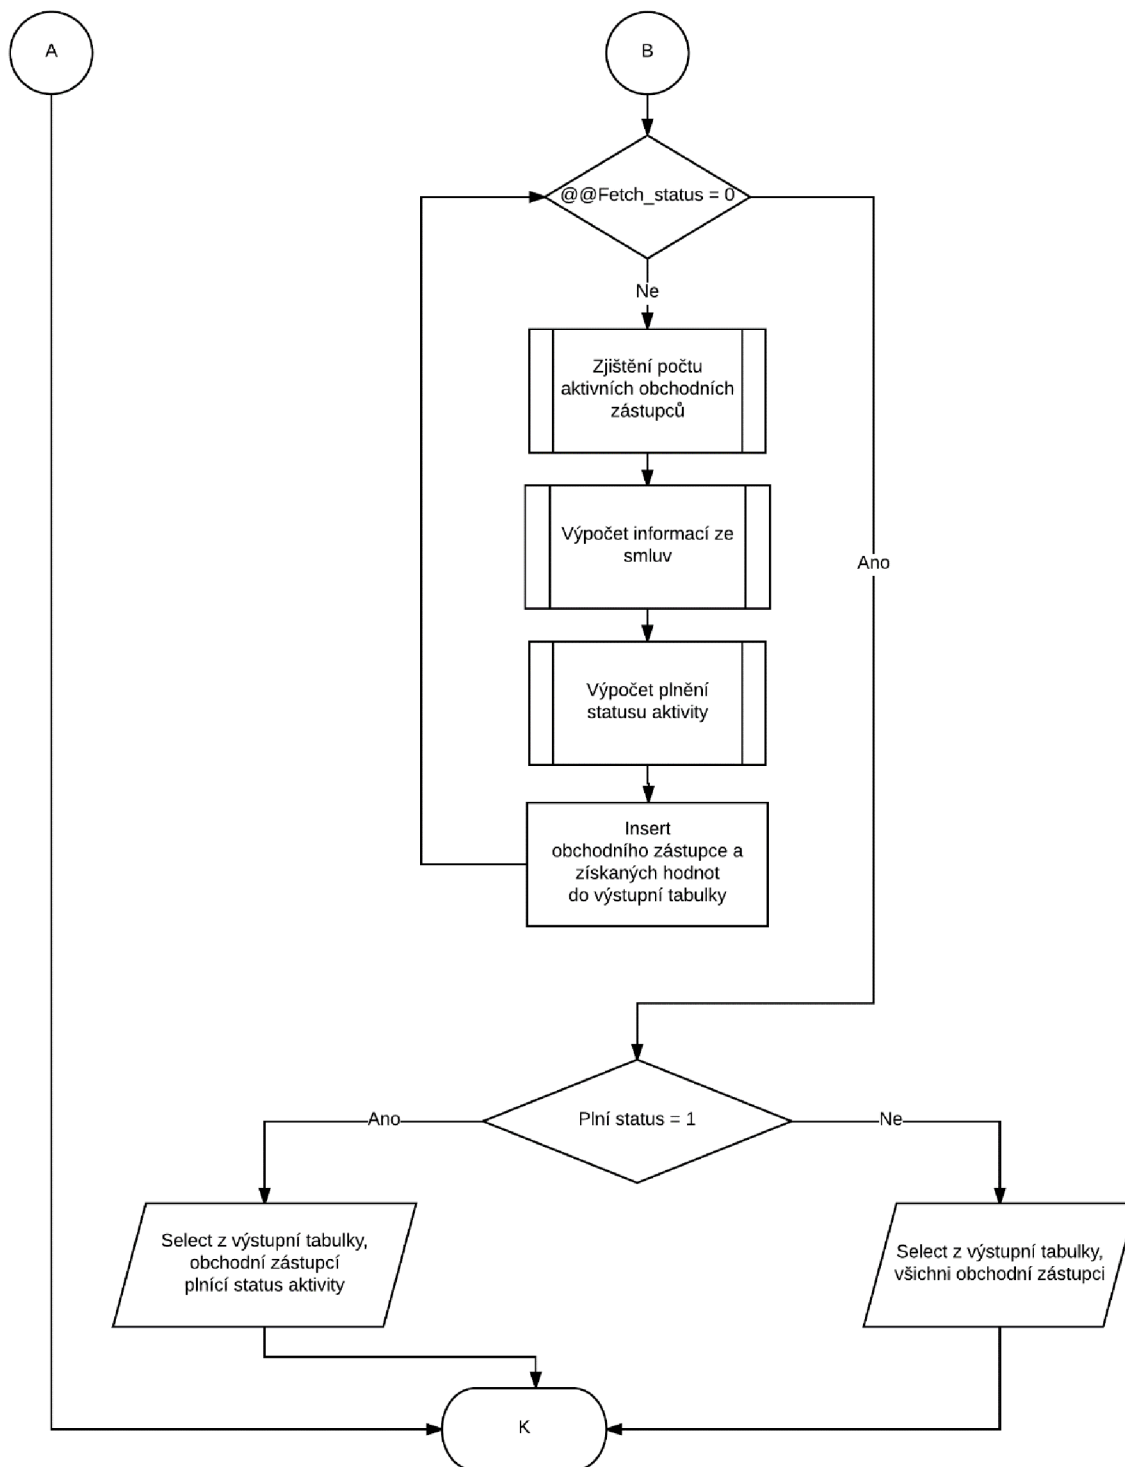 A
B
@@Fetch_status = 0
Ne
Zjištění počtu
aktivních obchodních
zástupců
Výpočet informací ze
smluv
Ano
Výpočet plnění
statusu aktivity
Insert
obchodního zástupce a
získaných hodnot
do výstupní tabulky
Plní status = 1
Ano
Ne
Select z výstupní tabulky,
obchodní zástupcí
plnící status aktivity
Select z výstupní tabulky,
všichni obchodní zástupci
K